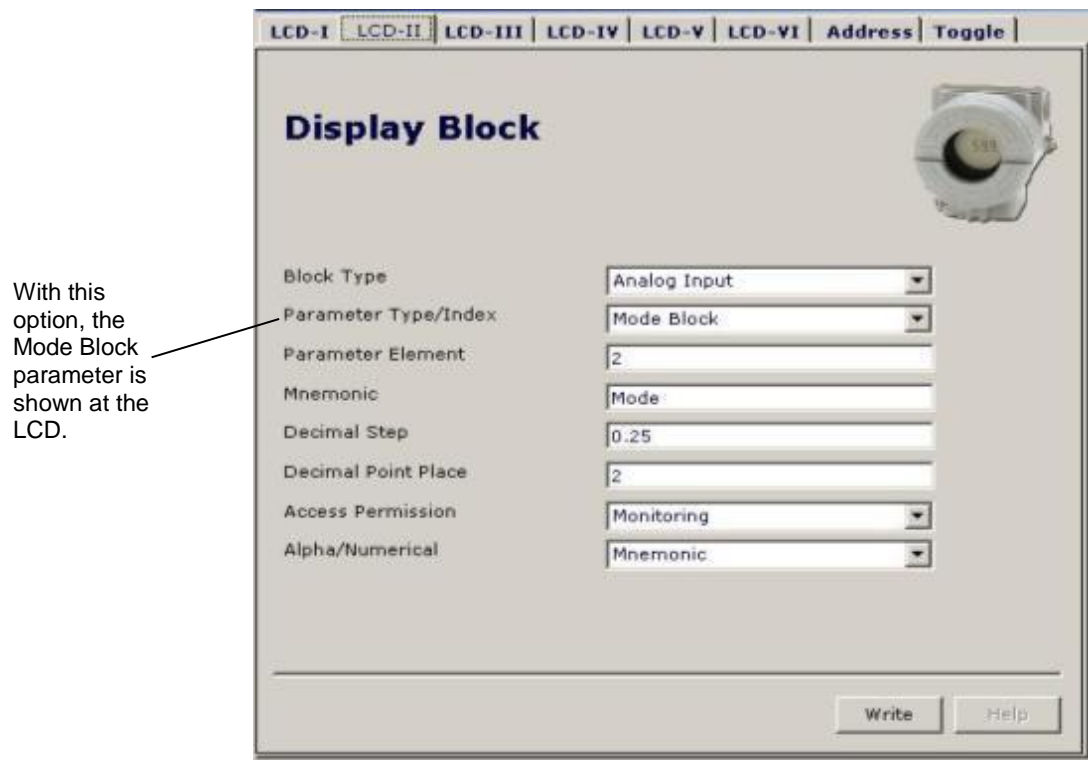 LCD-I LCD-II LCD-III LCD-IV LCD-V LCD-VI Address Toggle
Display Block
With this
option, the
Mode Block
parameter is
shown at the
LCD.
Block Type Analog Input
Parameter Type/Index Mode Block
Parameter Element 2
Mnemonic Mode
Decimal Step 0.25
Decimal Point Place 2
Access Permission Monitoring
Alpha/Numerical Mnemonic
Write Help